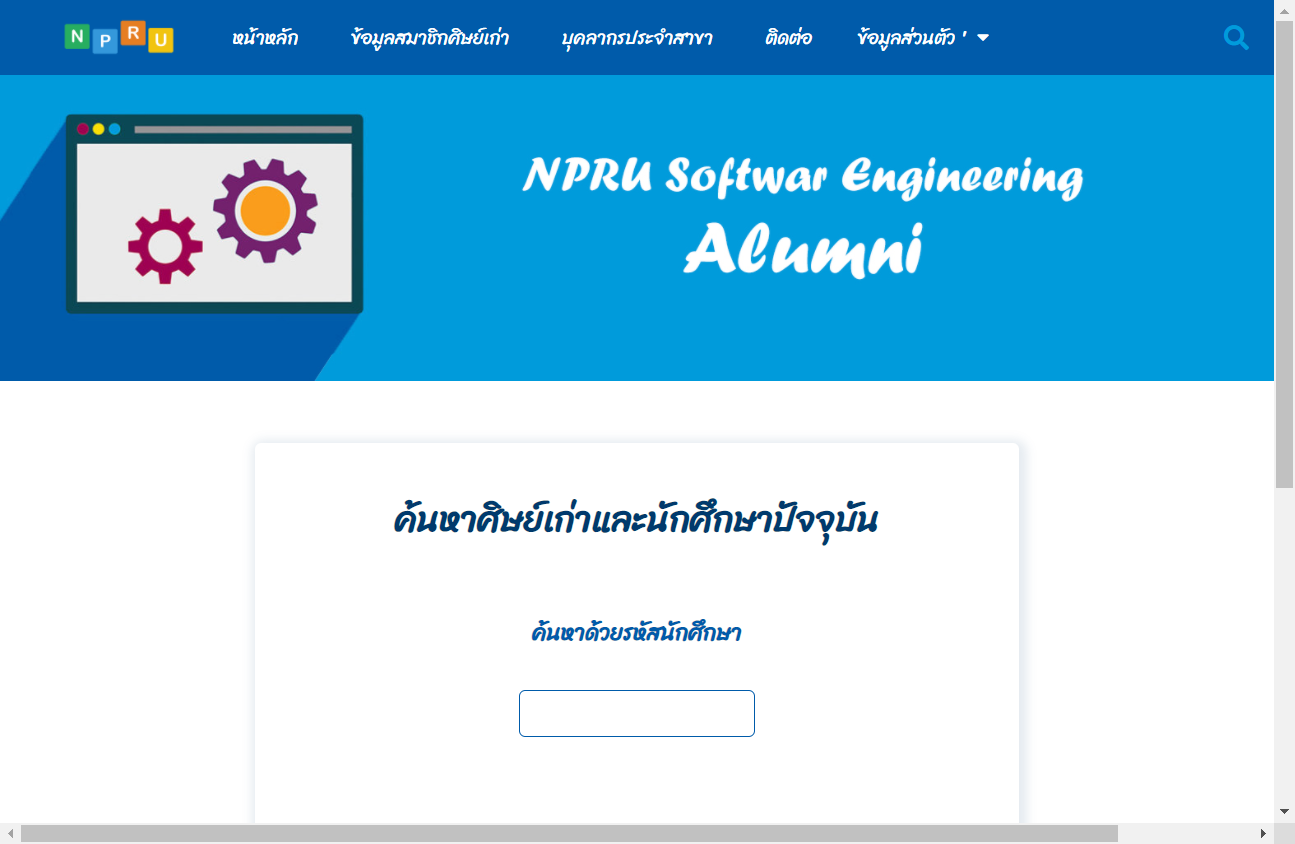 NPRU หน้าหลัก ข้อมูลสมาชิกศิษย์เก่า บุคลากรประจำสาขา ติดต่อ ข้อมูลส่วนตัว '
NPRU Softwar Engineering
Alumni
ค้นหาศิษย์เก่าและนักศึกษาปัจจุบัน
ค้นหาด้วยรหัสนักศึกษา